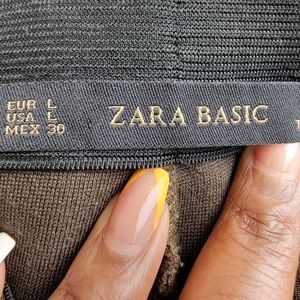 EUR L
USA L
MEX 30
ZARA BASIC